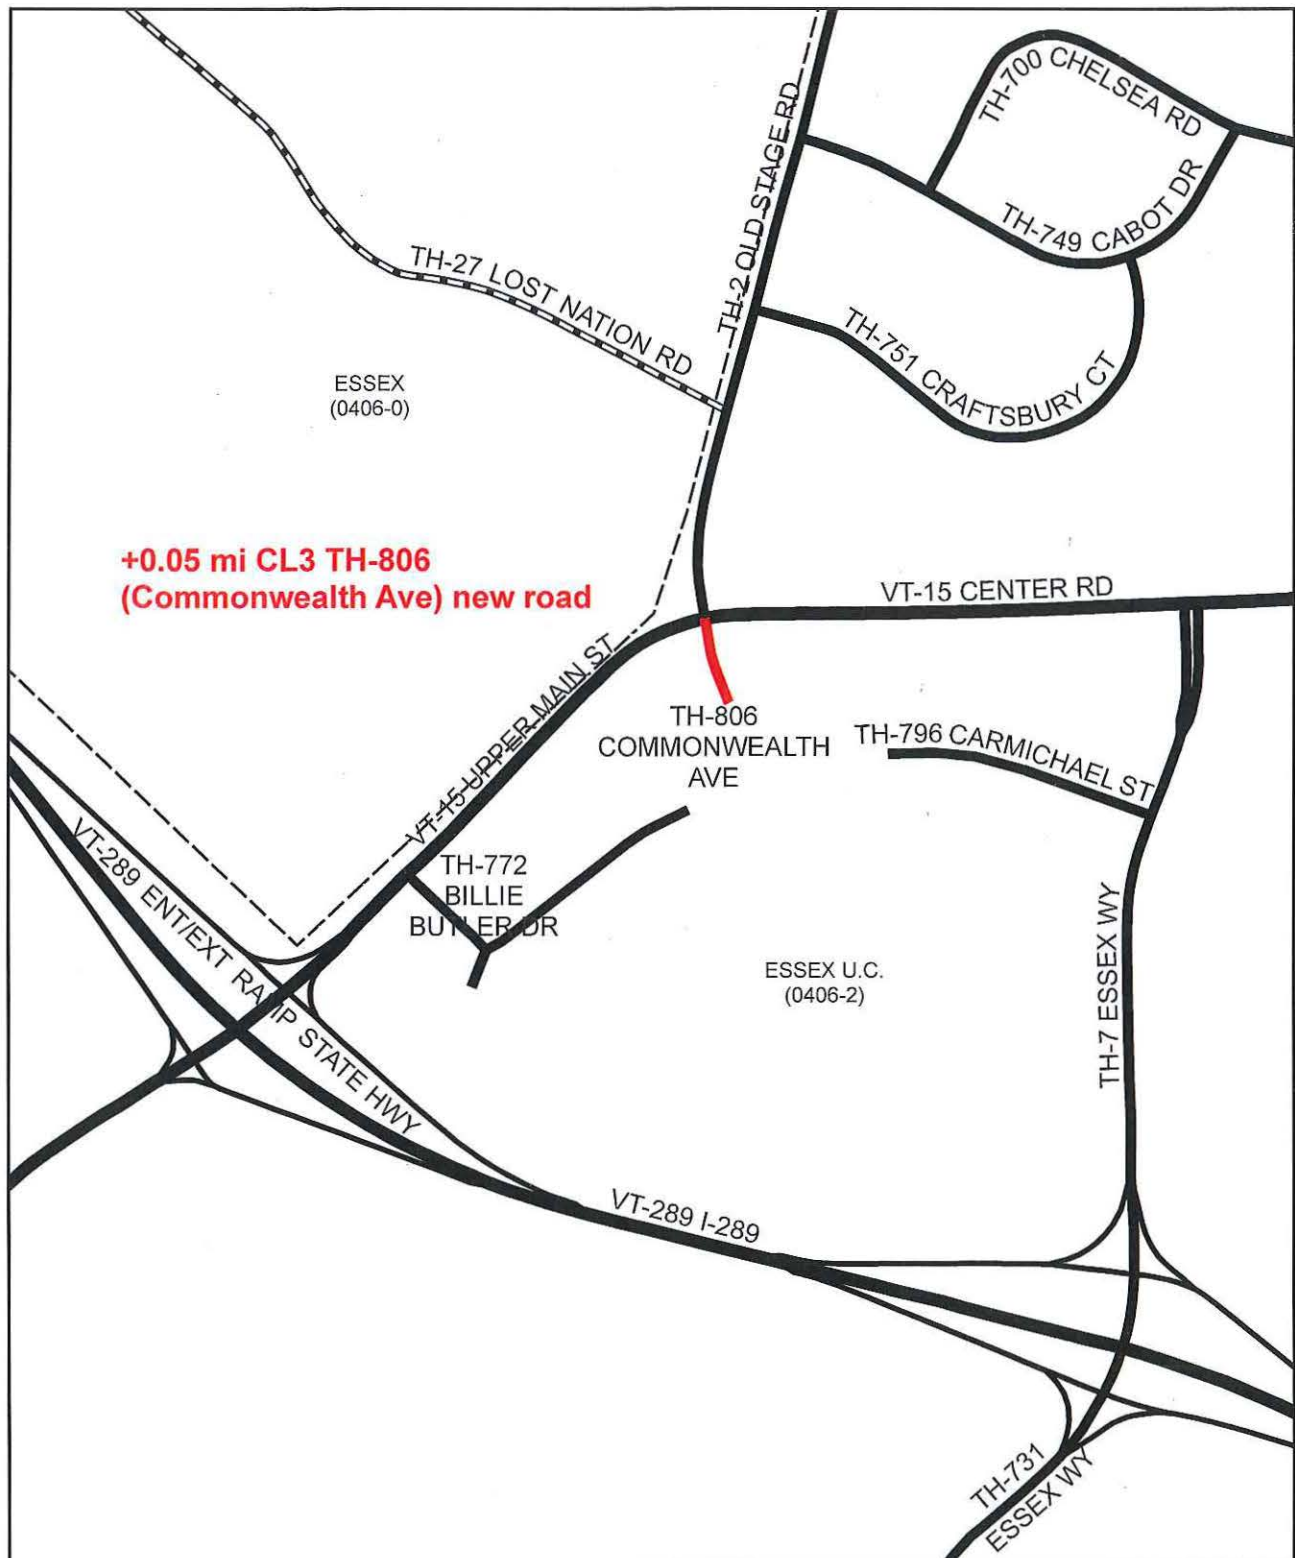 TH-700 CHELSEA RD
TH-2 OLD STAGE RD
TH-749 CABOT DR
TH-27 LOST NATION RD
TH-751 CRAFTSBURY CT
ESSEX
(0406-0)
+0.05 mi CL3 TH-806
(Commonwealth Ave) new road
VT-15 CENTER RD
VT-15 UPPER MAIN ST
TH-806
COMMONWEALTH
AVE
TH-796 CARMICHAEL ST
VT-289 ENT/EXT RAMP STATE HWY
TH-772
BILLIE
BUTLER DR
ESSEX U.C.
(0406-2)
TH-7 ESSEX WY
VT-289 I-289
TH-731
ESSEX WY